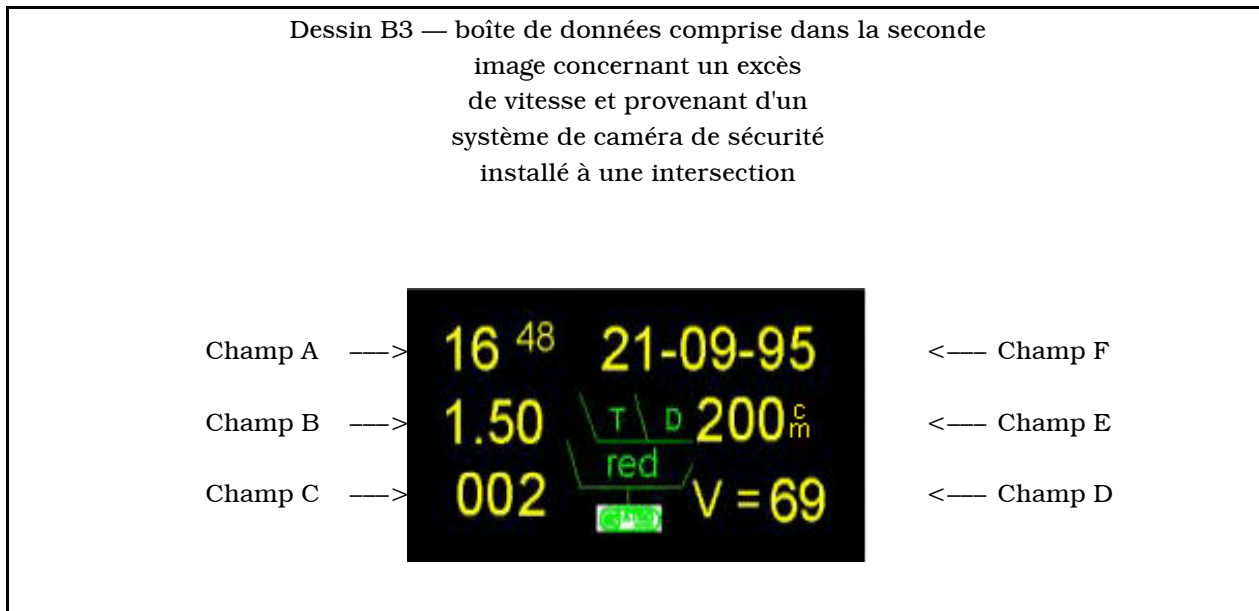 Dessin B3 — boîte de données comprise dans la seconde
image concernant un excès
de vitesse et provenant d'un
système de caméra de sécurité
installé à une intersection
Champ A –––> 16 48 21-09-95 <––– Champ F
Champ B –––> 1.50 T D 200 cm <––– Champ E
red
Champ C –––> 002 V = 69 <––– Champ D